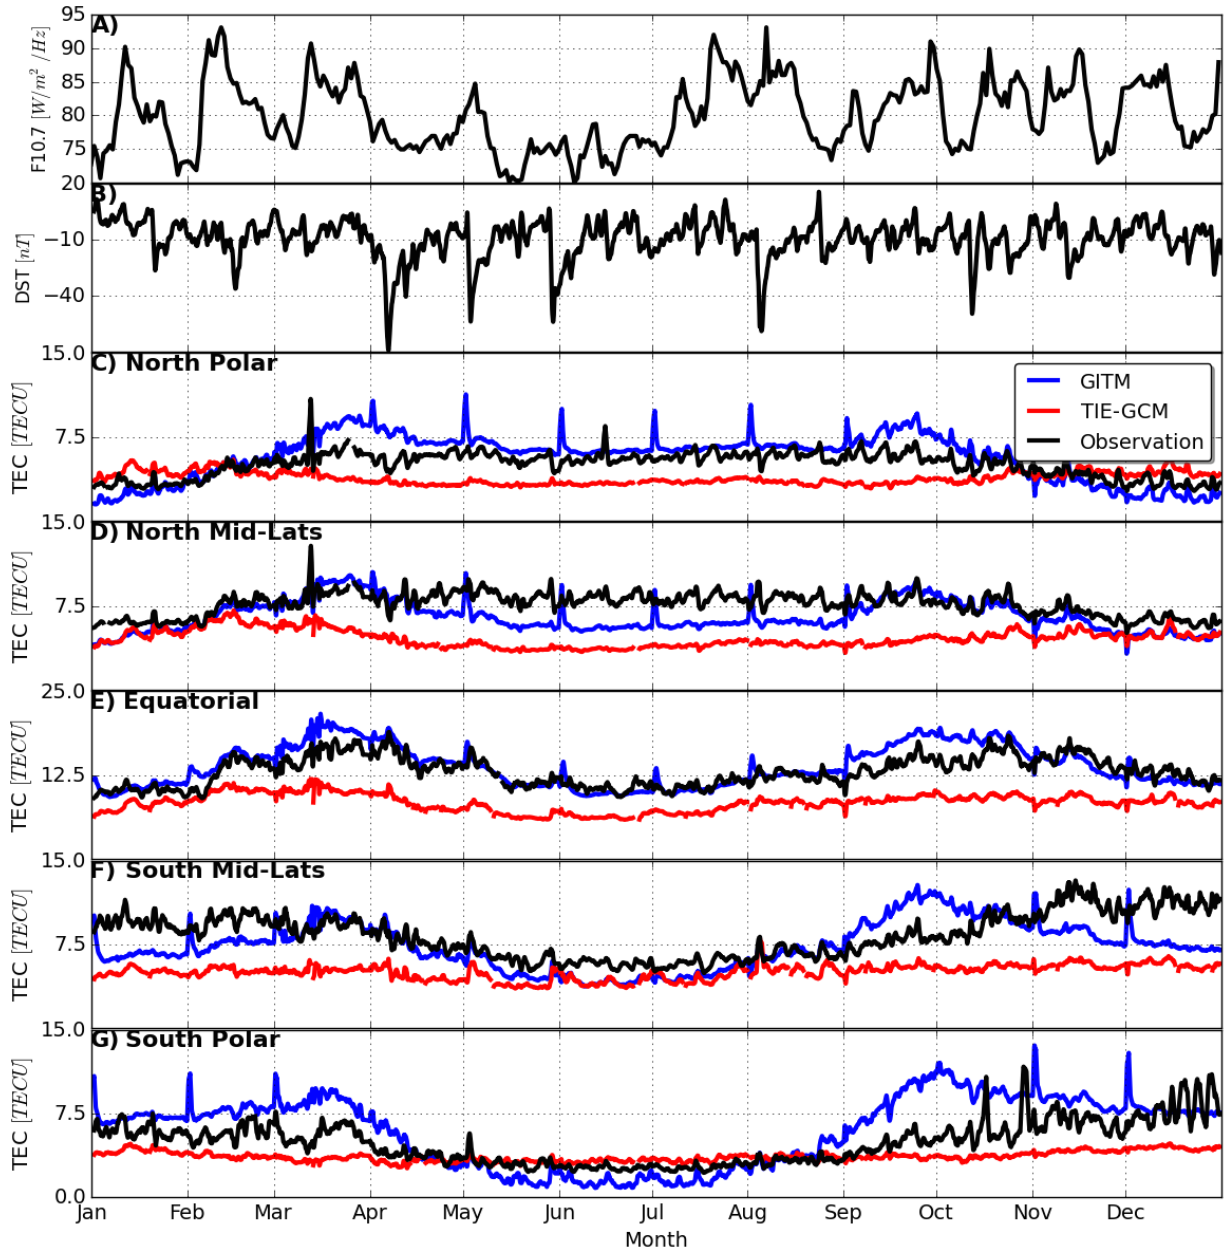 95
A)
90
85
80
75
F10.7 [W/m² /Hz]
20
B)
−10
−40
DST [nT]
15.0
C) North Polar
7.5
TEC [TECU]
GITM
TIE-GCM
Observation
15.0
D) North Mid-Lats
7.5
TEC [TECU]
25.0
E) Equatorial
12.5
TEC [TECU]
15.0
F) South Mid-Lats
7.5
TEC [TECU]
15.0
G) South Polar
7.5
TEC [TECU]
0.0
Jan Feb Mar Apr May Jun Jul Aug Sep Oct Nov Dec
Month